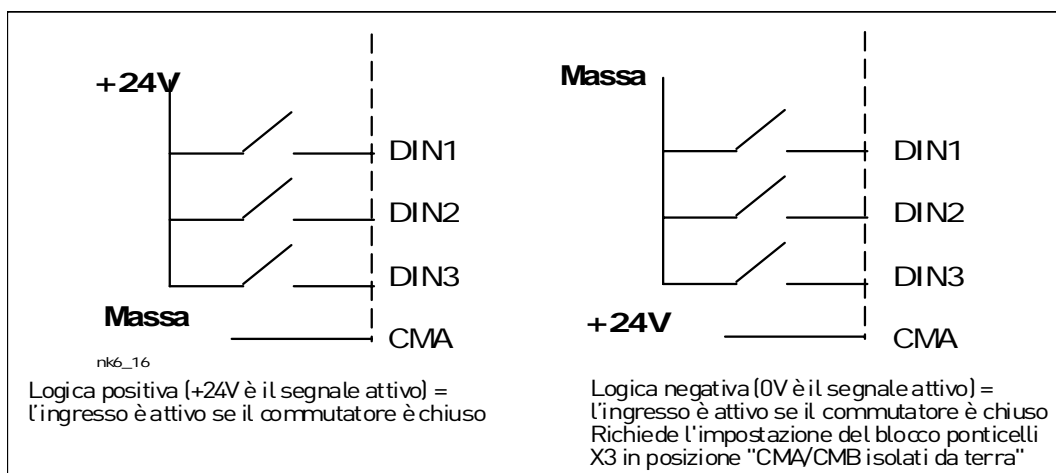 +24V
DIN1
DIN2
DIN3
Massa
CMA
nk6_16
Logica positiva (+24V è il segnale attivo) =
l'ingresso è attivo se il commutatore è chiuso
Massa
DIN1
DIN2
DIN3
+24V
CMA
Logica negativa (0V è il segnale attivo) =
l'ingresso è attivo se il commutatore è chiuso
Richiede l'impostazione del blocco ponticelli
X3 in posizione "CMA/CMB isolati da terra"